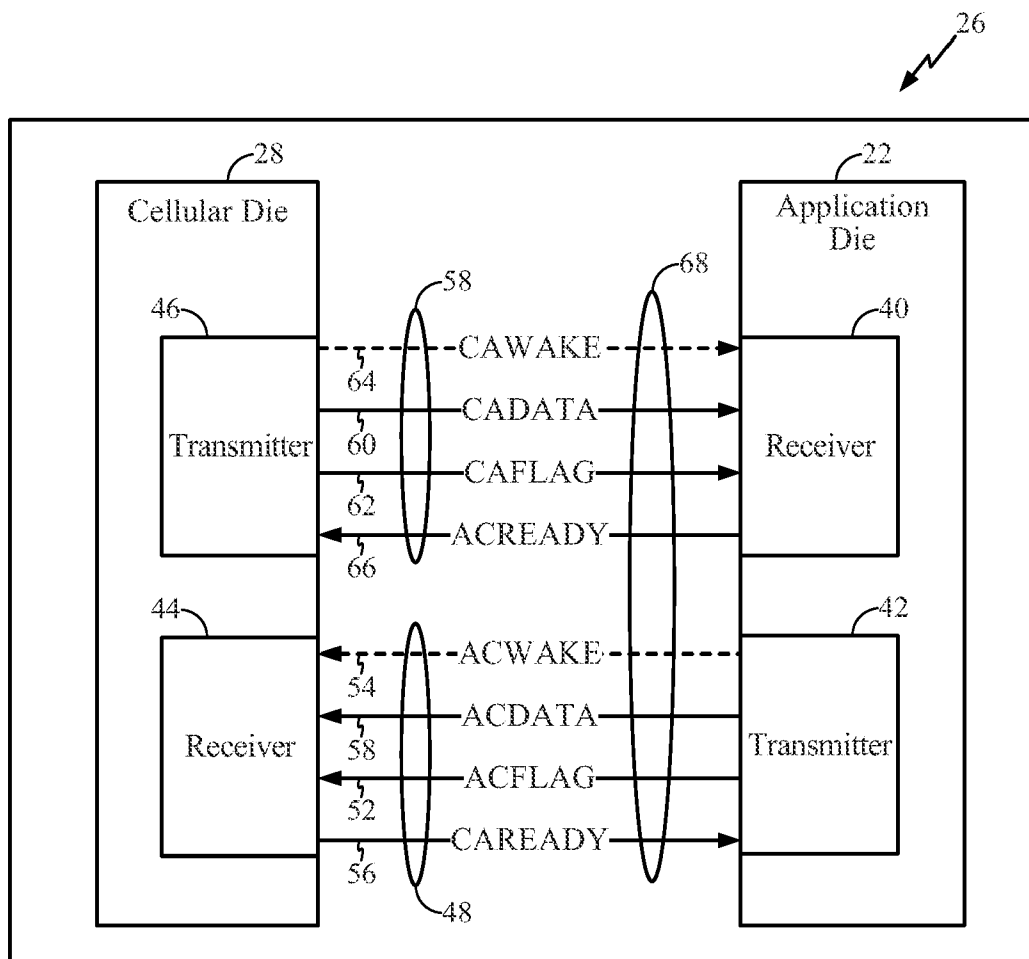 26
28
Cellular Die
22
Application
Die
58
68
46
40
CAWAKE
64
CADATA
60
Transmitter
Receiver
CAFLAG
62
ACREADY
66
44
42
ACWAKE
54
ACDATA
58
Receiver
Transmitter
ACFLAG
52
CAREADY
56
48